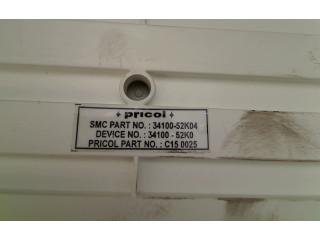 pricol
SMC PART NO. : 34100-52K04
DEVICE NO. : 34100 - 52K0
PRICOL PART NO. : C15 0025